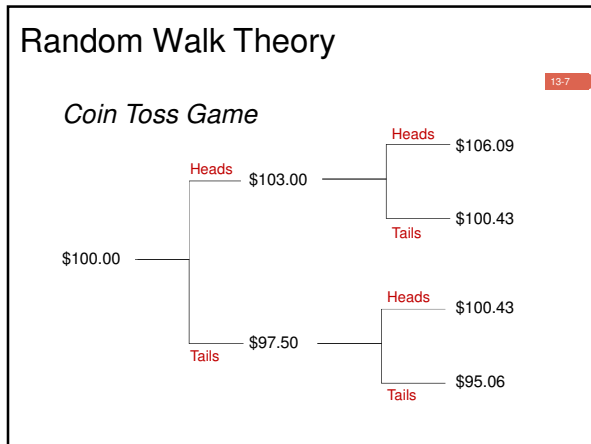 Random Walk Theory
13-7
Coin Toss Game
Heads
$106.09
Heads
$103.00
$100.43
Tails
$100.00
Heads
$100.43
$97.50
Tails
$95.06
Tails